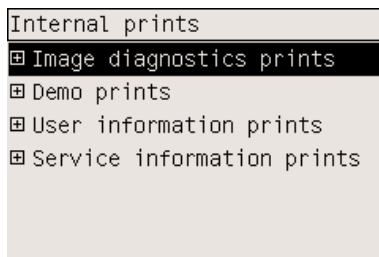 Internal prints
Image diagnostics prints
Demo prints
User information prints
Service information prints